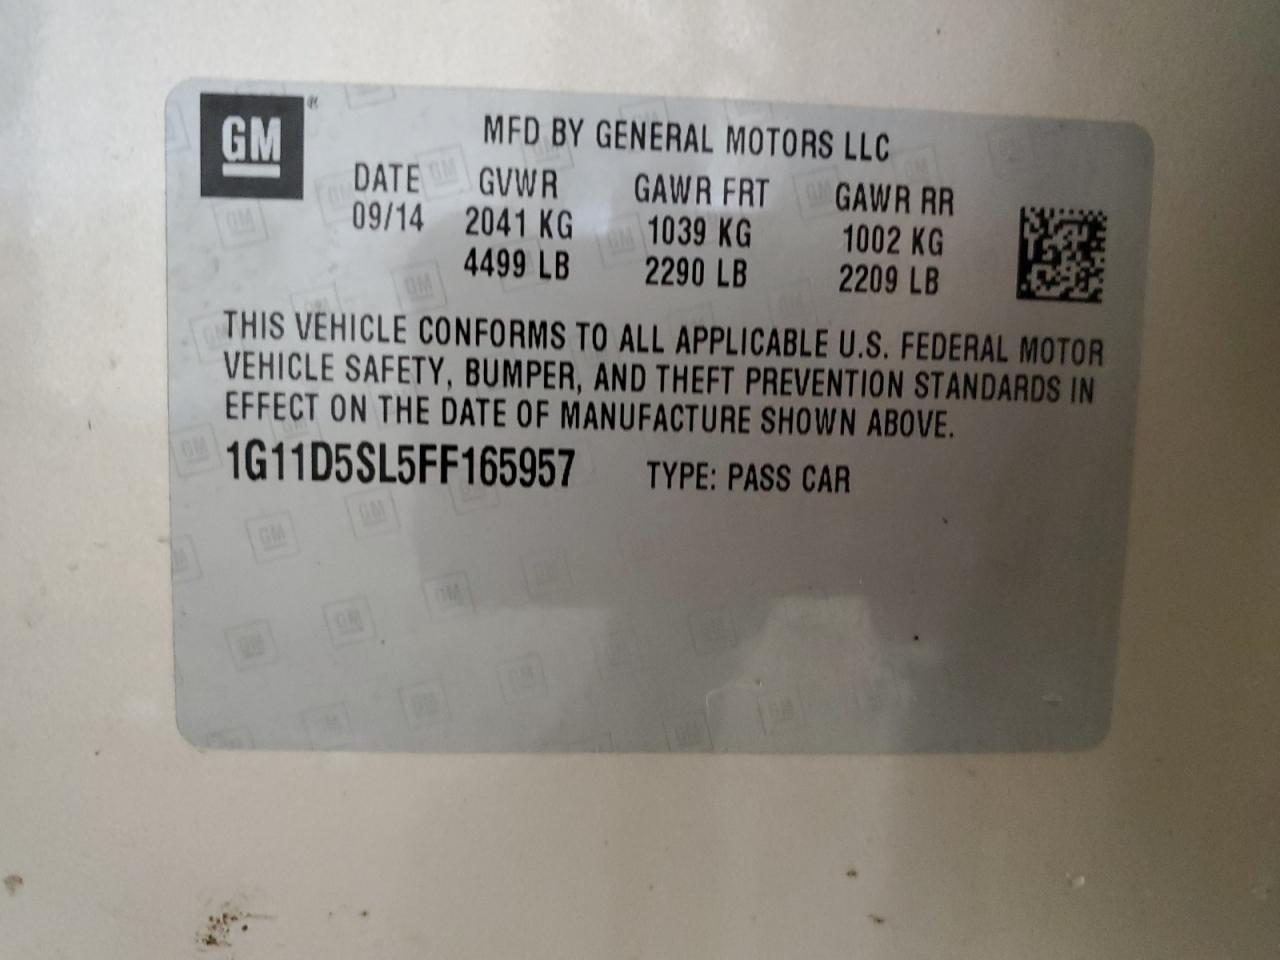 GM
MFD BY GENERAL MOTORS LLC
DATE GVWR GAWR FRT GAWR RR
09/14 2041 KG 1039 KG 1002 KG
4499 LB 2290 LB 2209 LB
THIS VEHICLE CONFORMS TO ALL APPLICABLE U.S. FEDERAL MOTOR
VEHICLE SAFETY, BUMPER, AND THEFT PREVENTION STANDARDS IN
EFFECT ON THE DATE OF MANUFACTURE SHOWN ABOVE.
1G11D5SL5FF165957 TYPE: PASS CAR